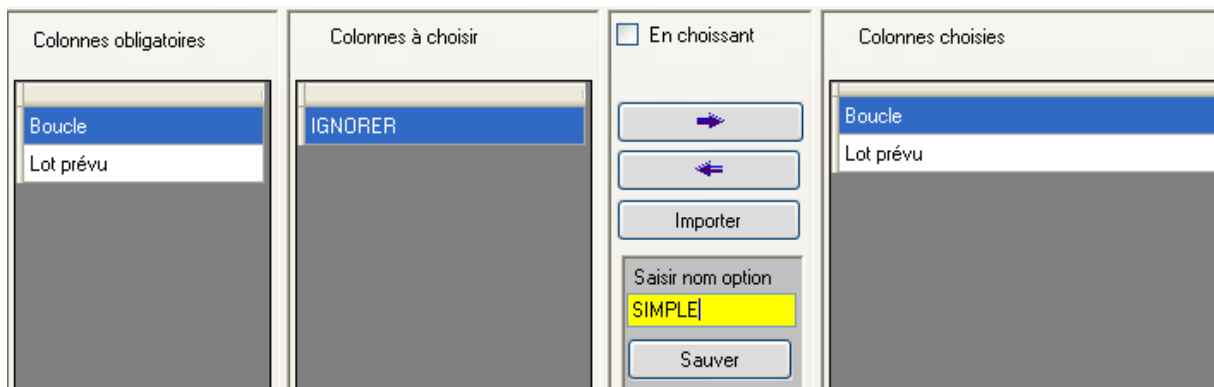 Colonnes obligatoires
Boucle
Lot prévu
Colonnes à choisir
IGNORER
En choissant
Importer
Saisir nom option
SIMPLE
Sauver
Colonnes choisies
Boucle
Lot prévu